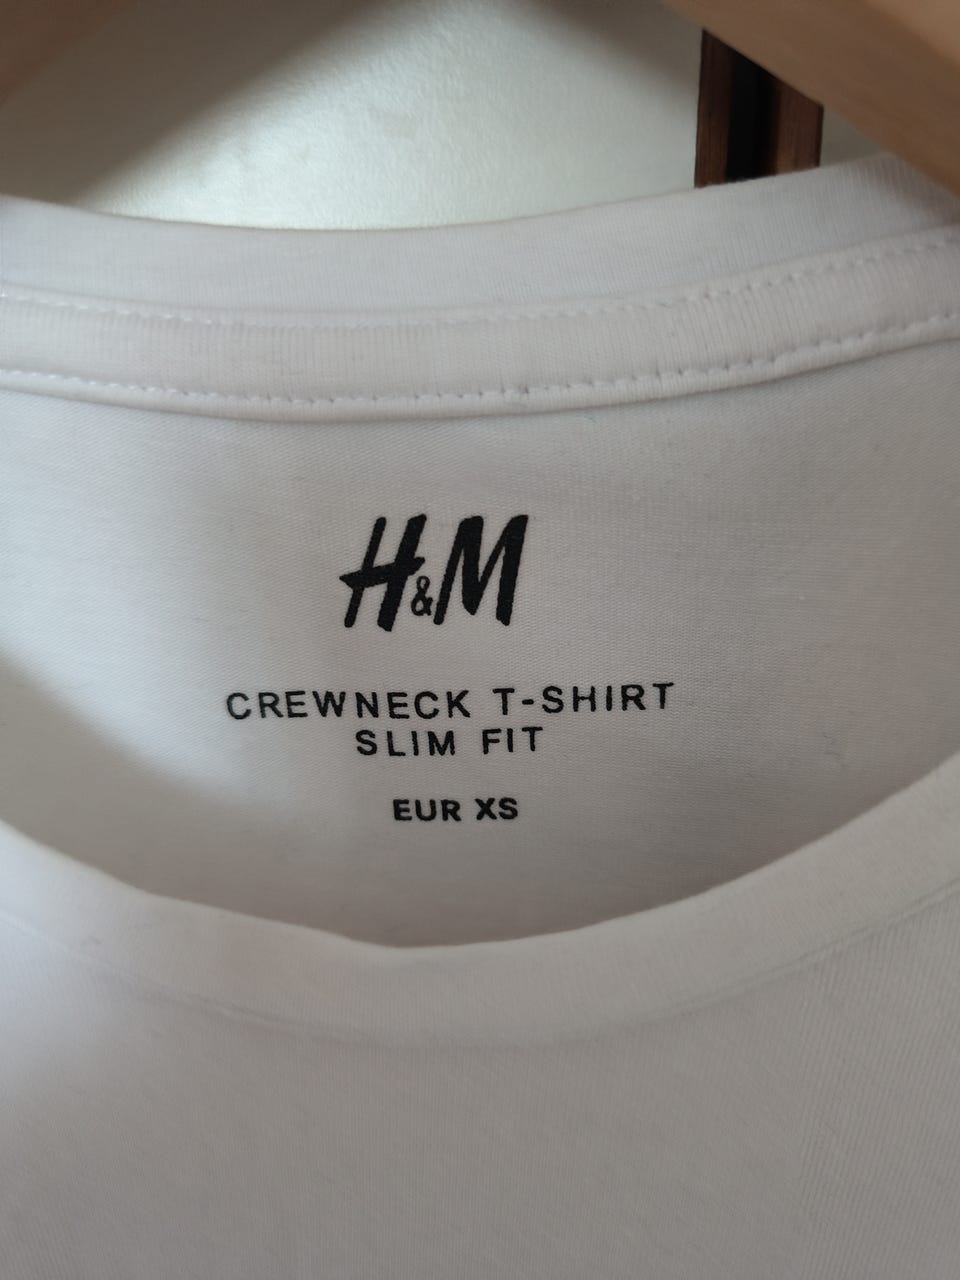 H&M
CREWNECK T-SHIRT
SLIM FIT
EUR XS